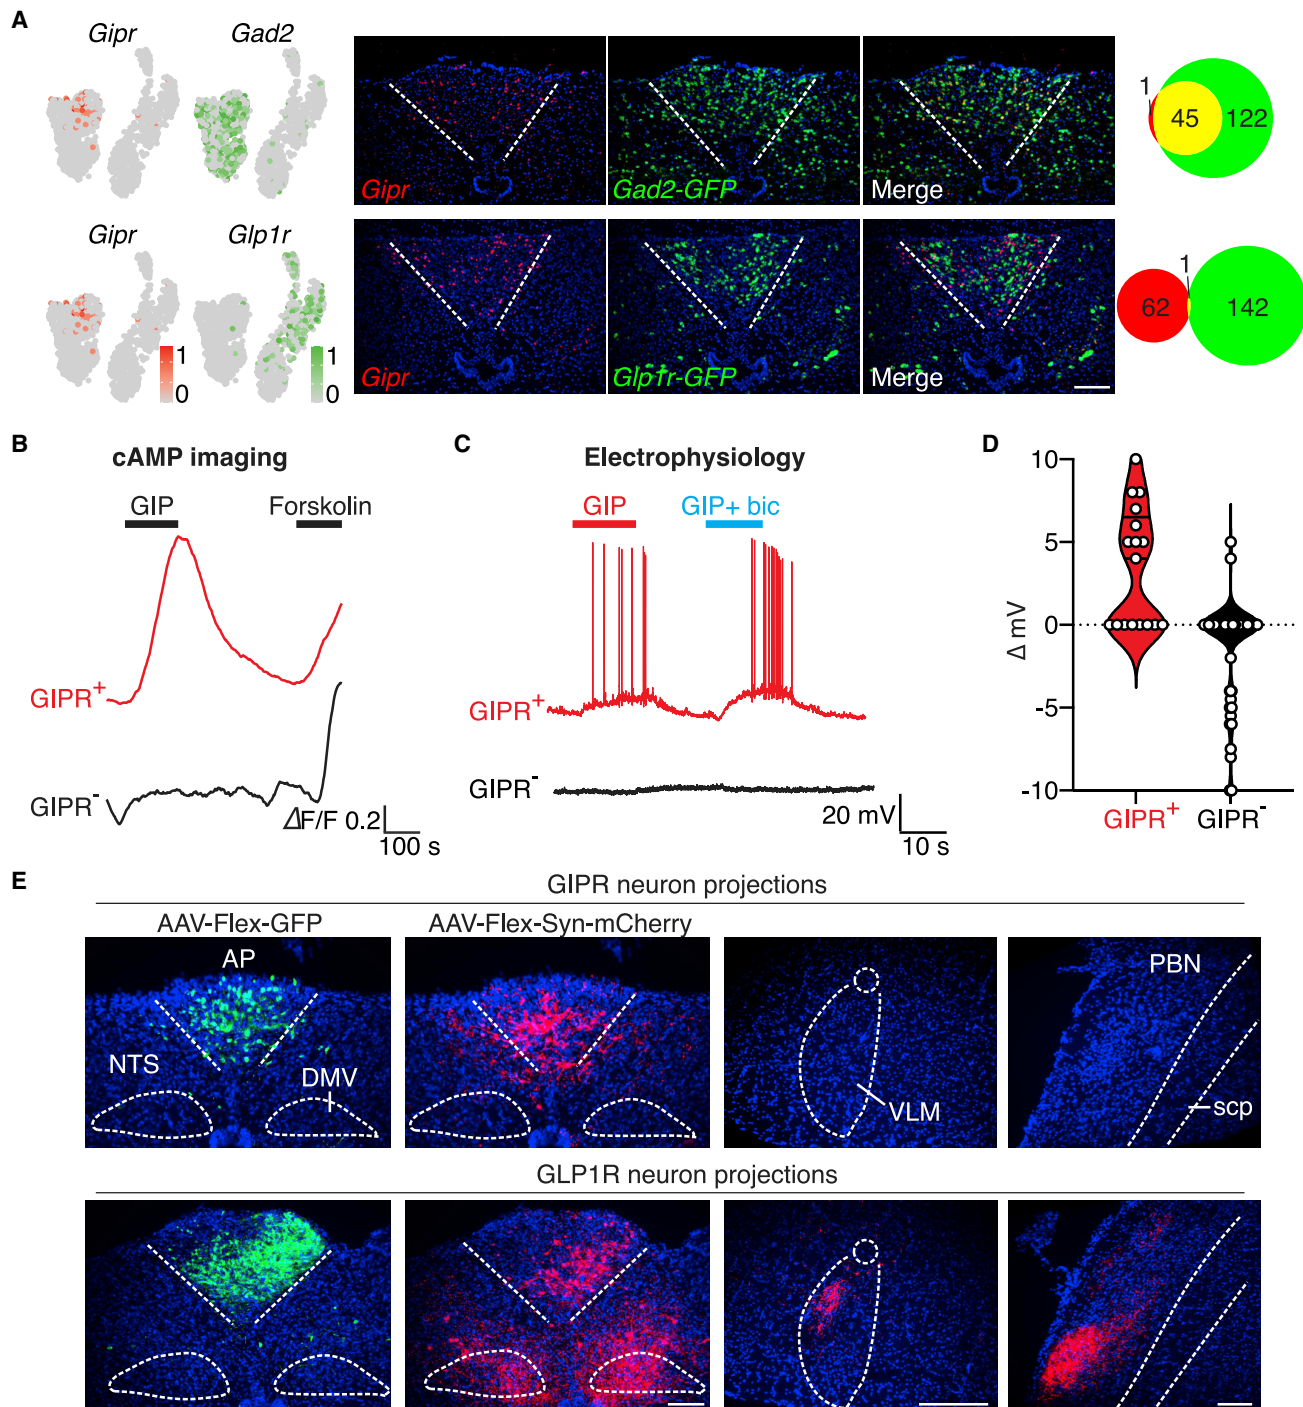 A
Gipr
Gad2
Gipr
Gad2-GFP
Merge
1
45
122
Gipr
Glp1r
1
0
1
0
Gipr
Glp1r-GFP
Merge
1
62
142
B
cAMP imaging
GIP
Forskolin
GIPR+
GIPR-
ΔF/F 0.2
100 s
C
Electrophysiology
GIP
GIP+ bic
GIPR+
GIPR-
20 mV
10 s
D
Δ mV
10
5
0
-5
-10
GIPR+
GIPR-
E
GIPR neuron projections
AAV-Flex-GFP
AAV-Flex-Syn-mCherry
AP
NTS
DMV
VLM
PBN
scp
GLP1R neuron projections